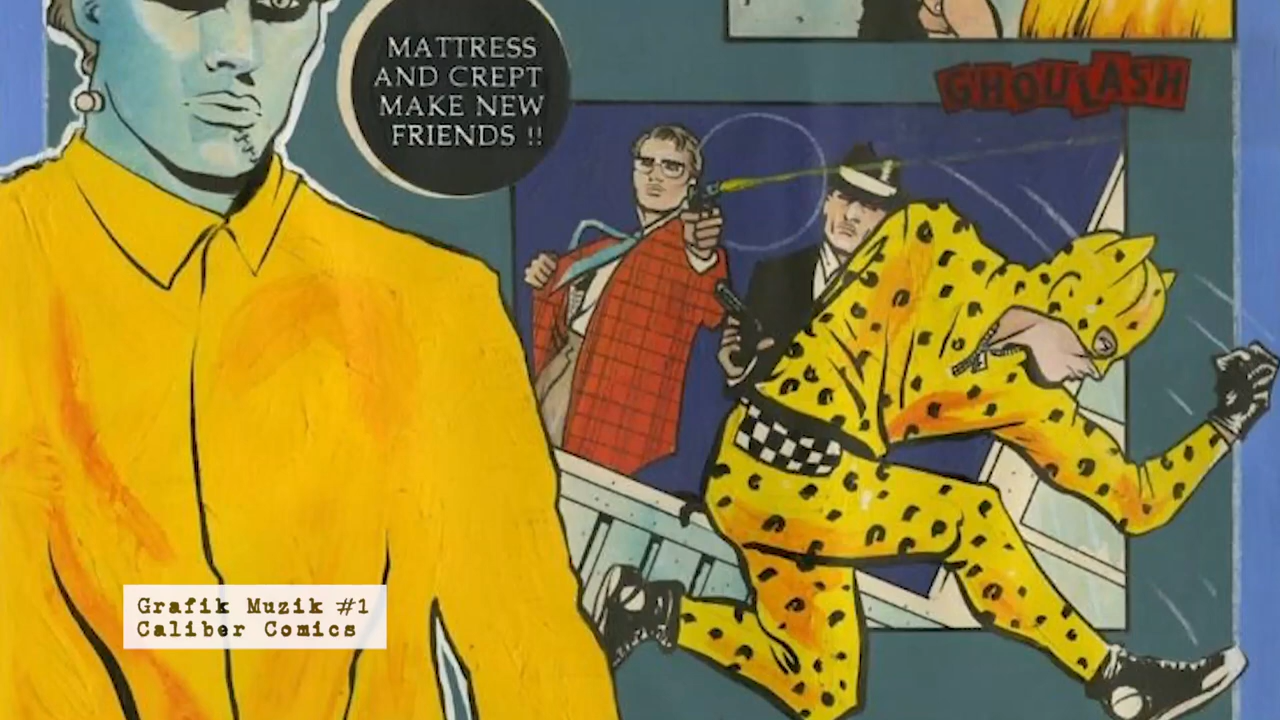 MATTRESS
AND CREPT
MAKE NEW
FRIENDS !!
GHOULASH
Grafik Muzik #1
Caliber Comics